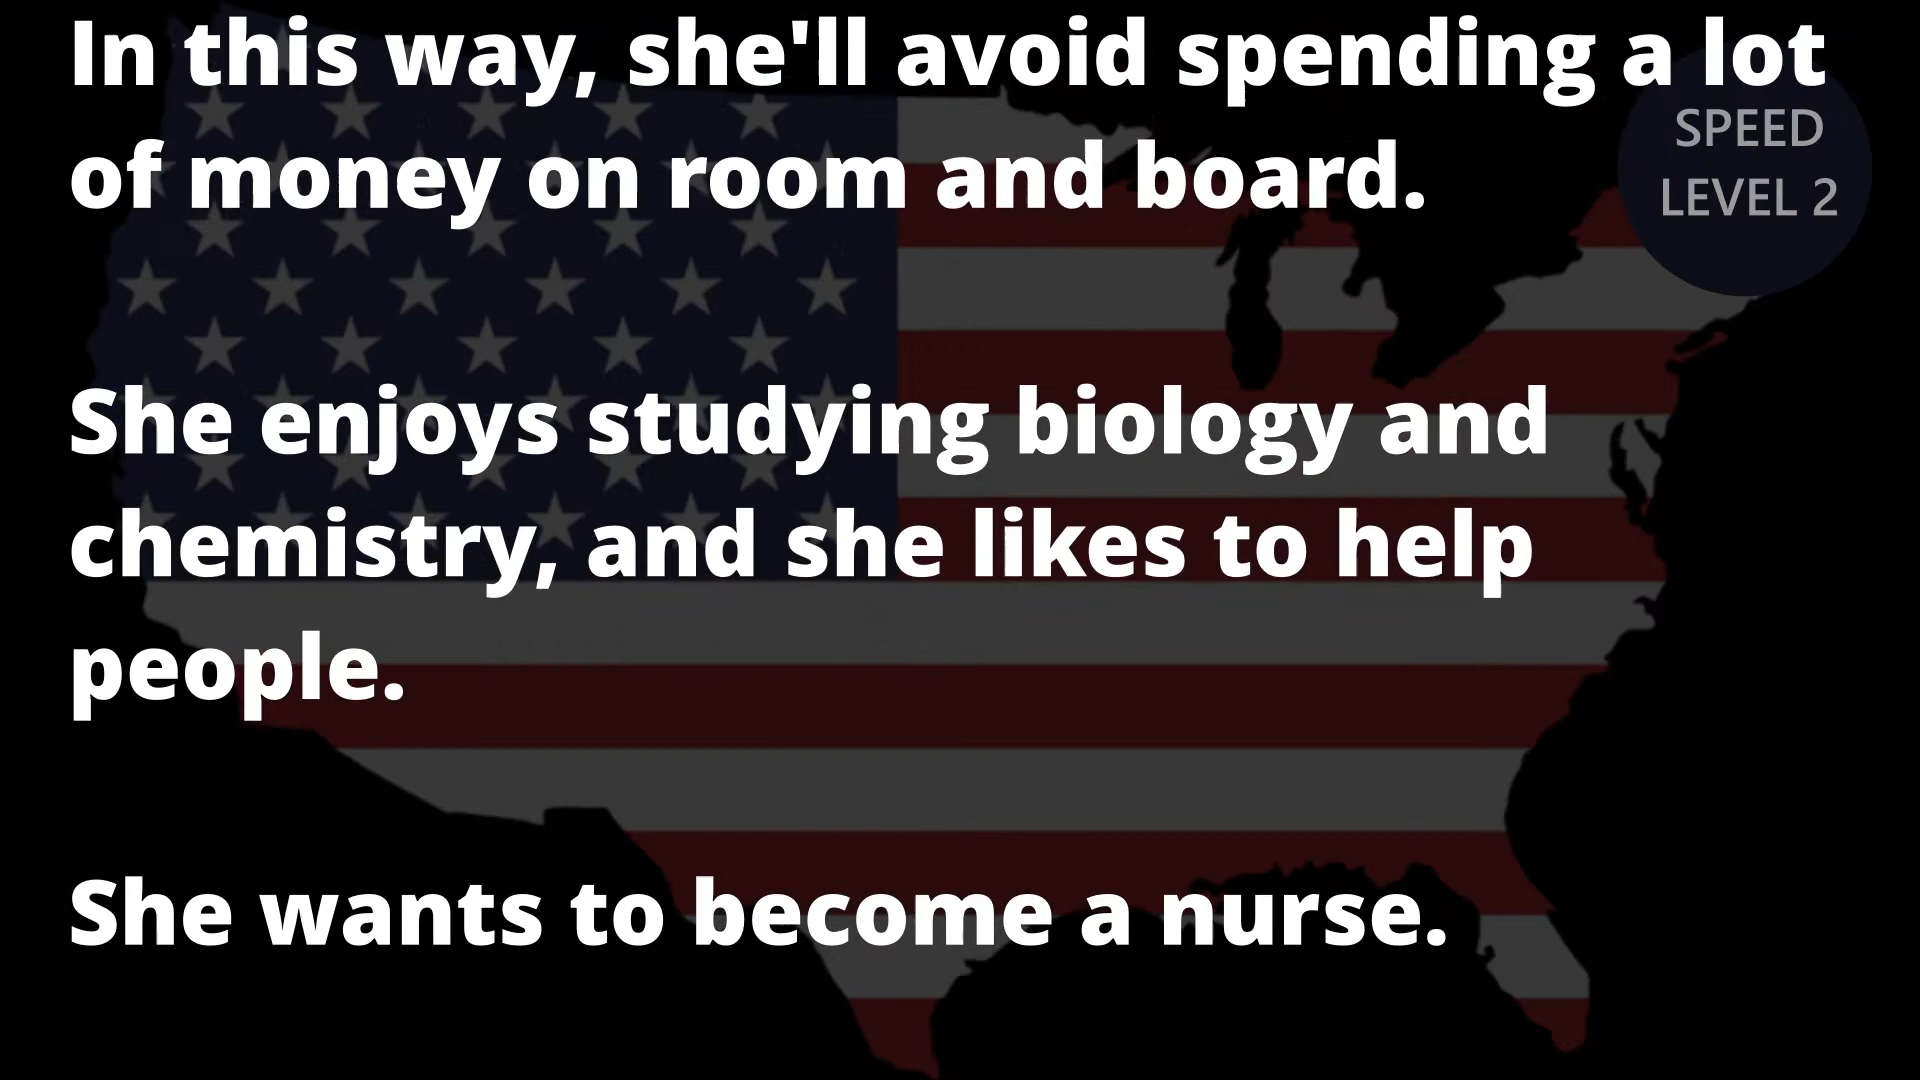 In this way, she'll avoid spending a lot
of money on room and board.
SPEED
LEVEL 2
She enjoys studying biology and
chemistry, and she likes to help
people.
She wants to become a nurse.